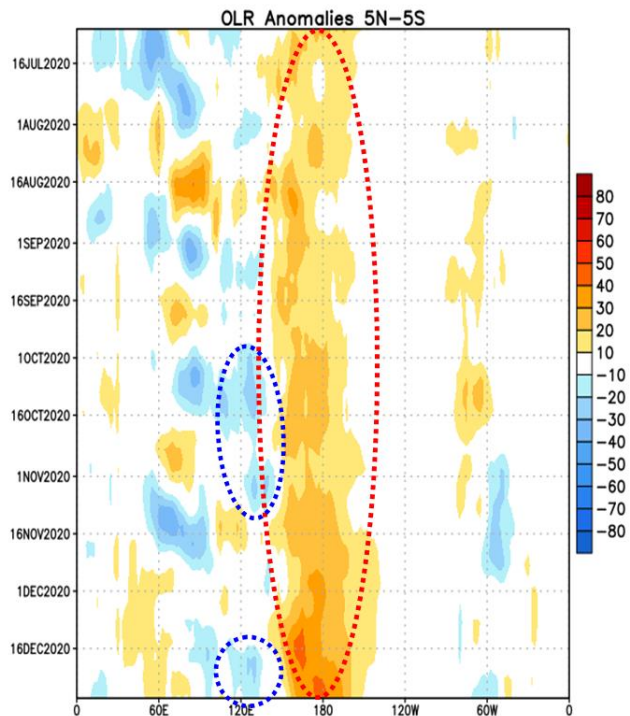 OLR Anomalies 5N–5S
16JUL2020
1AUG2020
16AUG2020
1SEP2020
16SEP2020
1OCT2020
16OCT2020
1NOV2020
16NOV2020
1DEC2020
16DEC2020
0 60E 120E 180 120W 60W 0
80
70
60
50
40
30
20
10
−10
−20
−30
−40
−50
−60
−70
−80